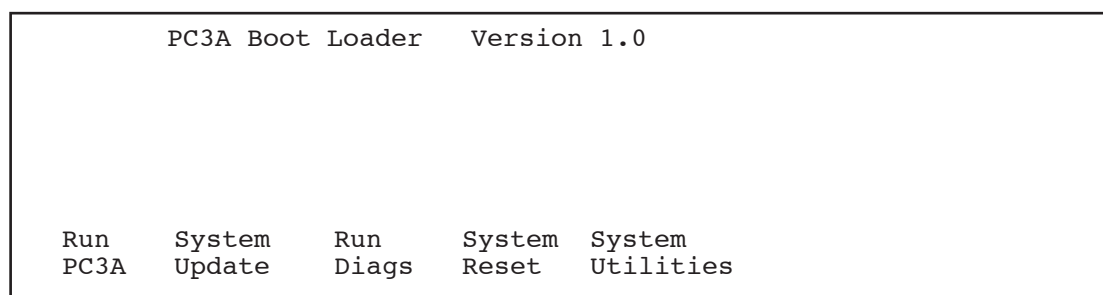 PC3A Boot Loader   Version 1.0
Run    System    Run     System  System
PC3A   Update    Diags   Reset   Utilities